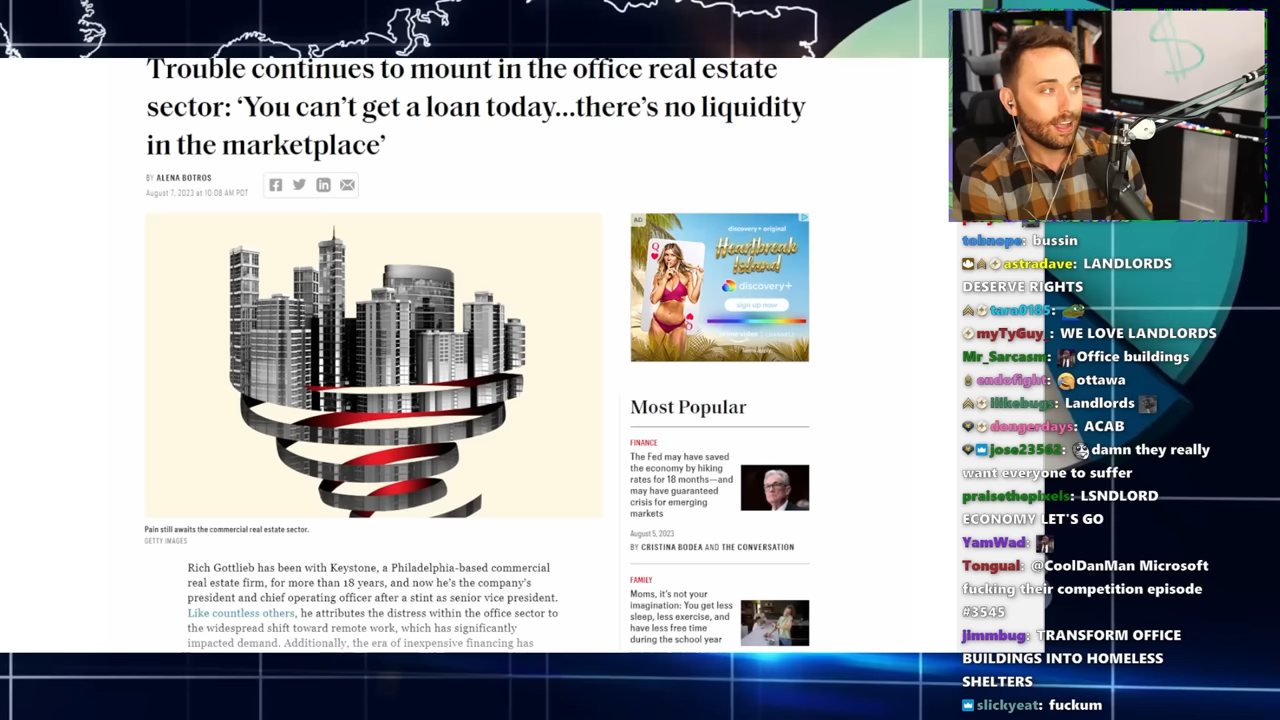 Trouble continues to mount in the office real estate
sector: ‘You can’t get a loan today...there’s no liquidity
in the marketplace’
BY ALENA BOTROS
August 7, 2023 at 10:08 AM PDT
AD
discovery+ original
Heartbreak
Island
discovery+
sign up now
Pain still awaits the commercial real estate sector.
GETTY IMAGES
Rich Gottlieb has been with Keystone, a Philadelphia-based commercial
real estate firm, for more than 18 years, and now he’s the company’s
president and chief operating officer after a stint as senior vice president.
Like countless others, he attributes the distress within the office sector to
the widespread shift toward remote work, which has significantly
impacted demand. Additionally, the era of inexpensive financing has
Most Popular
FINANCE
The Fed may have saved
the economy by hiking
rates for 18 months—and
may have guaranteed
crisis for emerging
markets
August 5, 2023
BY CRISTINA BODEA AND THE CONVERSATION
FAMILY
Moms, it’s not your
imagination: You get less
sleep, less exercise, and
have less free time
during the school year
$
tobnope: bussin
astradave: LANDLORDS
DESERVE RIGHTS
tara0185:
myTyGuy_: WE LOVE LANDLORDS
Mr_Sarcasm: Office buildings
endofight: ottawa
Iliikebugs: Landlords
dongerdays: ACAB
jose23562: damn they really
want everyone to suffer
praisethepixels: LSNDLORD
ECONOMY LET'S GO
YamWad:
Tongual: @CoolDanMan Microsoft
fucking their competition episode
#3545
jimmbug: TRANSFORM OFFICE
BUILDINGS INTO HOMELESS
SHELTERS
slickyeat: fuckum